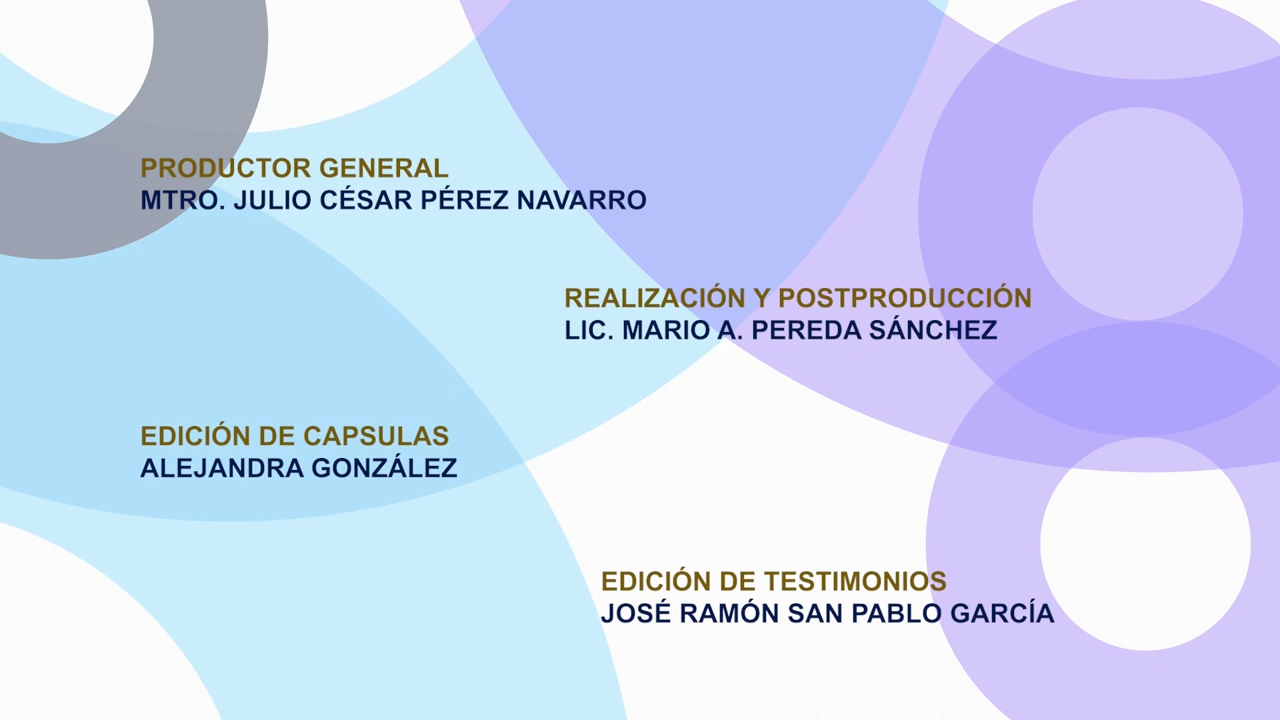 PRODUCTOR GENERAL
MTRO. JULIO CÉSAR PÉREZ NAVARRO
REALIZACIÓN Y POSTPRODUCCIÓN
LIC. MARIO A. PEREDA SÁNCHEZ
EDICIÓN DE CAPSULAS
ALEJANDRA GONZÁLEZ
EDICIÓN DE TESTIMONIOS
JOSÉ RAMÓN SAN PABLO GARCÍA